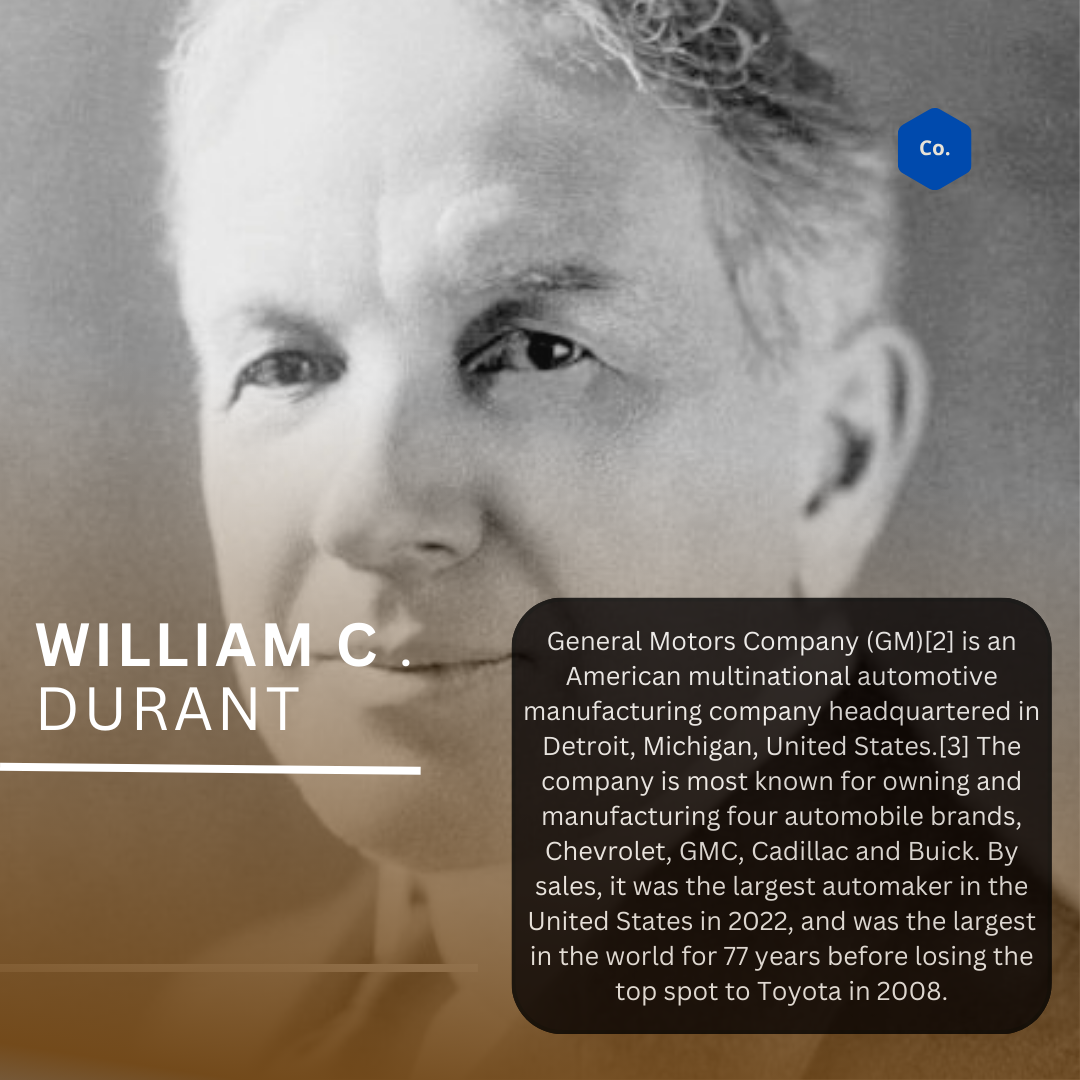 Co.
WILLIAM C .
DURANT
General Motors Company (GM)[2] is an
American multinational automotive
manufacturing company headquartered in
Detroit, Michigan, United States.[3] The
company is most known for owning and
manufacturing four automobile brands,
Chevrolet, GMC, Cadillac and Buick. By
sales, it was the largest automaker in the
United States in 2022, and was the largest
in the world for 77 years before losing the
top spot to Toyota in 2008.